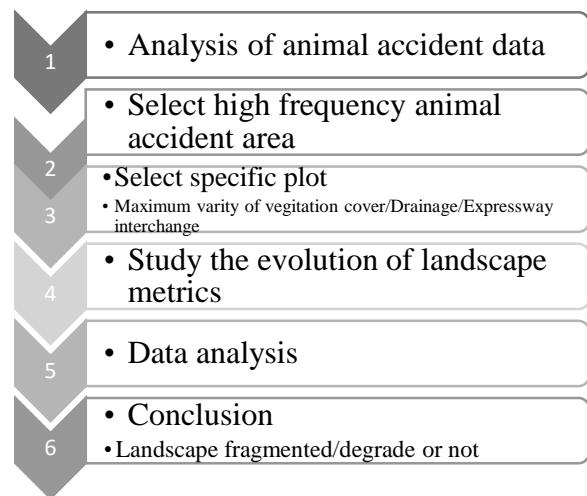 1
• Analysis of animal accident data
2
• Select high frequency animal
accident area
3
•Select specific plot
• Maximum varity of vegitation cover/Drainage/Expressway
interchange
4
• Study the evolution of landscape
metrics
5
• Data analysis
6
• Conclusion
•Landscape fragmented/degrade or not